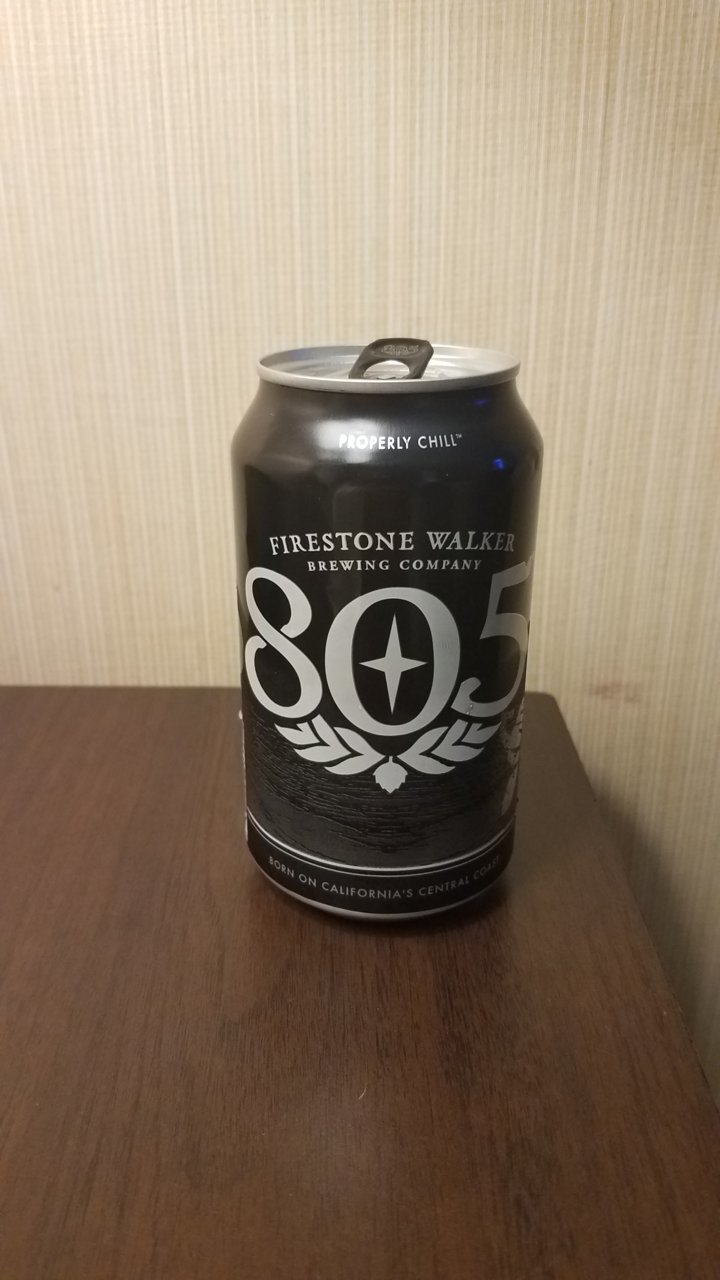 PROPERLY CHILL™
FIRESTONE WALKER
BREWING COMPANY
805
BORN ON CALIFORNIA'S CENTRAL COAST